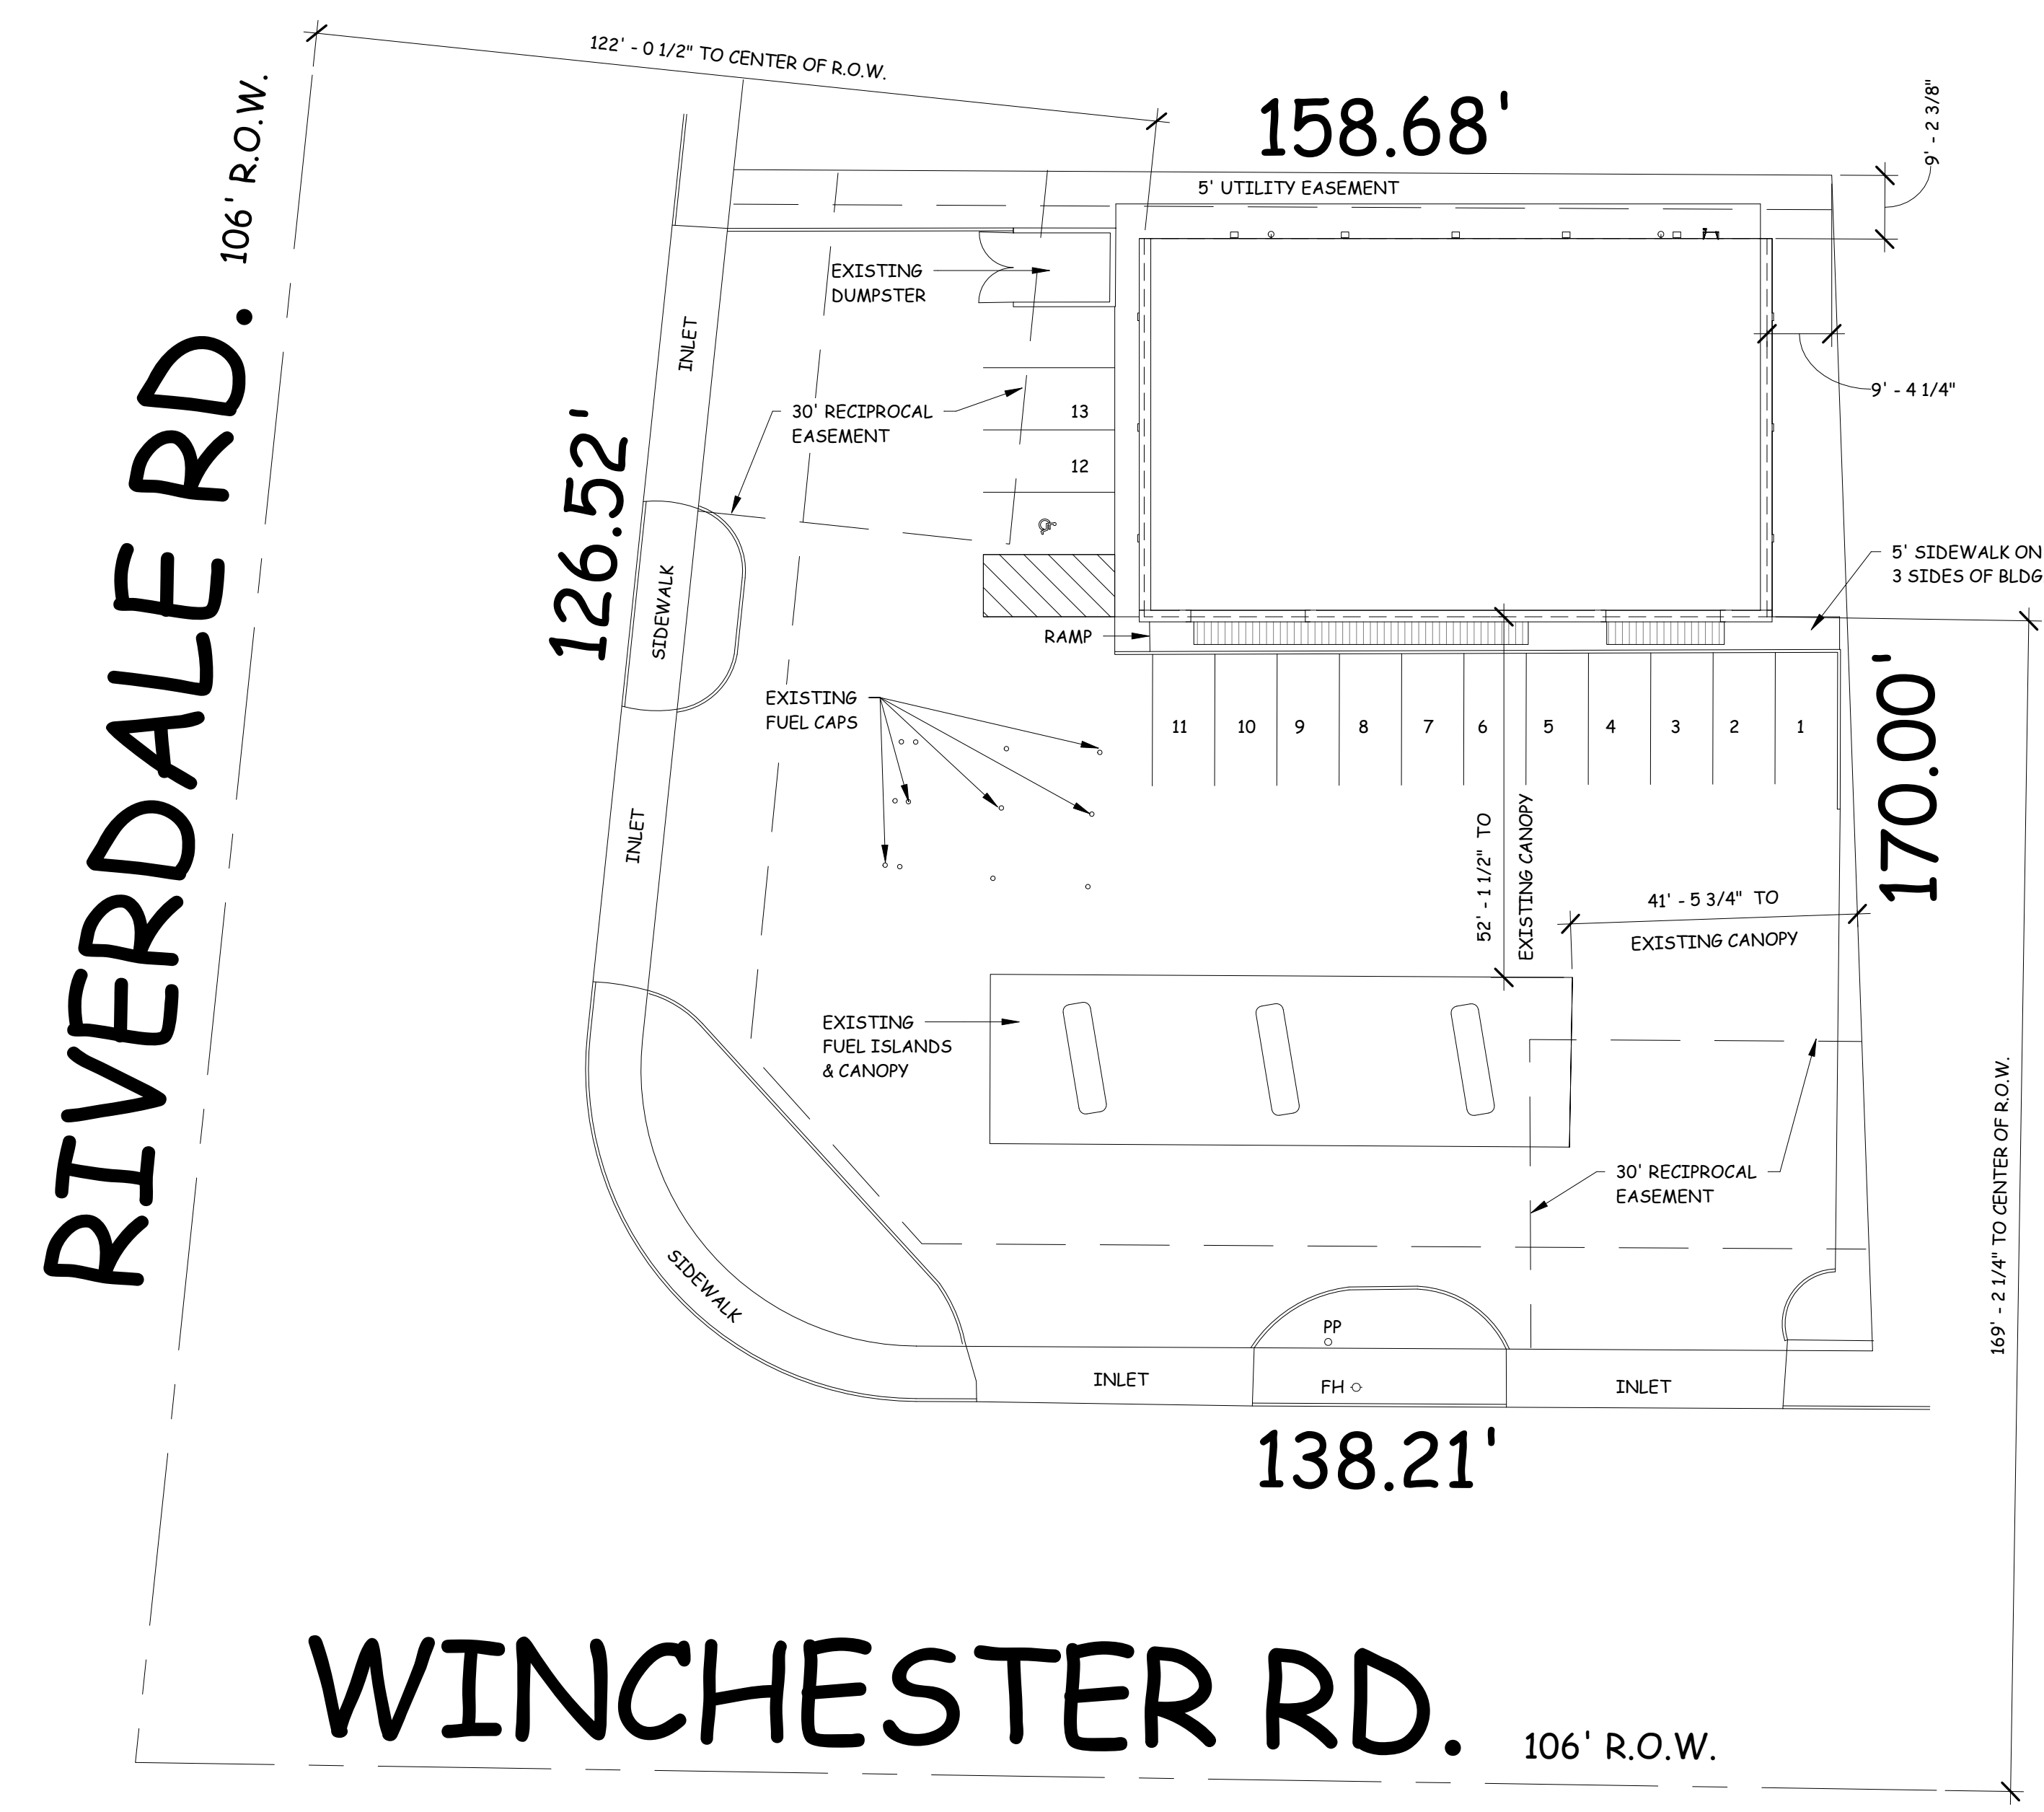 122' - 0 1/2" TO CENTER OF R.O.W.
158.68'
9' - 2 3/8"
5' UTILITY EASEMENT
RIVERDALE RD. 106' R.O.W.
EXISTING
DUMPSTER
INLET
9' - 4 1/4"
30' RECIPROCAL
EASEMENT
13
12
126.52'
SIDEWALK
5' SIDEWALK ON
3 SIDES OF BLDG
RAMP
EXISTING
FUEL CAPS
11 10 9 8 7 6 5 4 3 2 1
170.00'
INLET
52' - 1 1/2" TO
EXISTING CANOPY
41' - 5 3/4" TO
EXISTING CANOPY
EXISTING
FUEL ISLANDS
& CANOPY
30' RECIPROCAL
EASEMENT
169' - 2 1/4" TO CENTER OF R.O.W.
SIDEWALK
PP
INLET
FH
INLET
138.21'
WINCHESTER RD. 106' R.O.W.